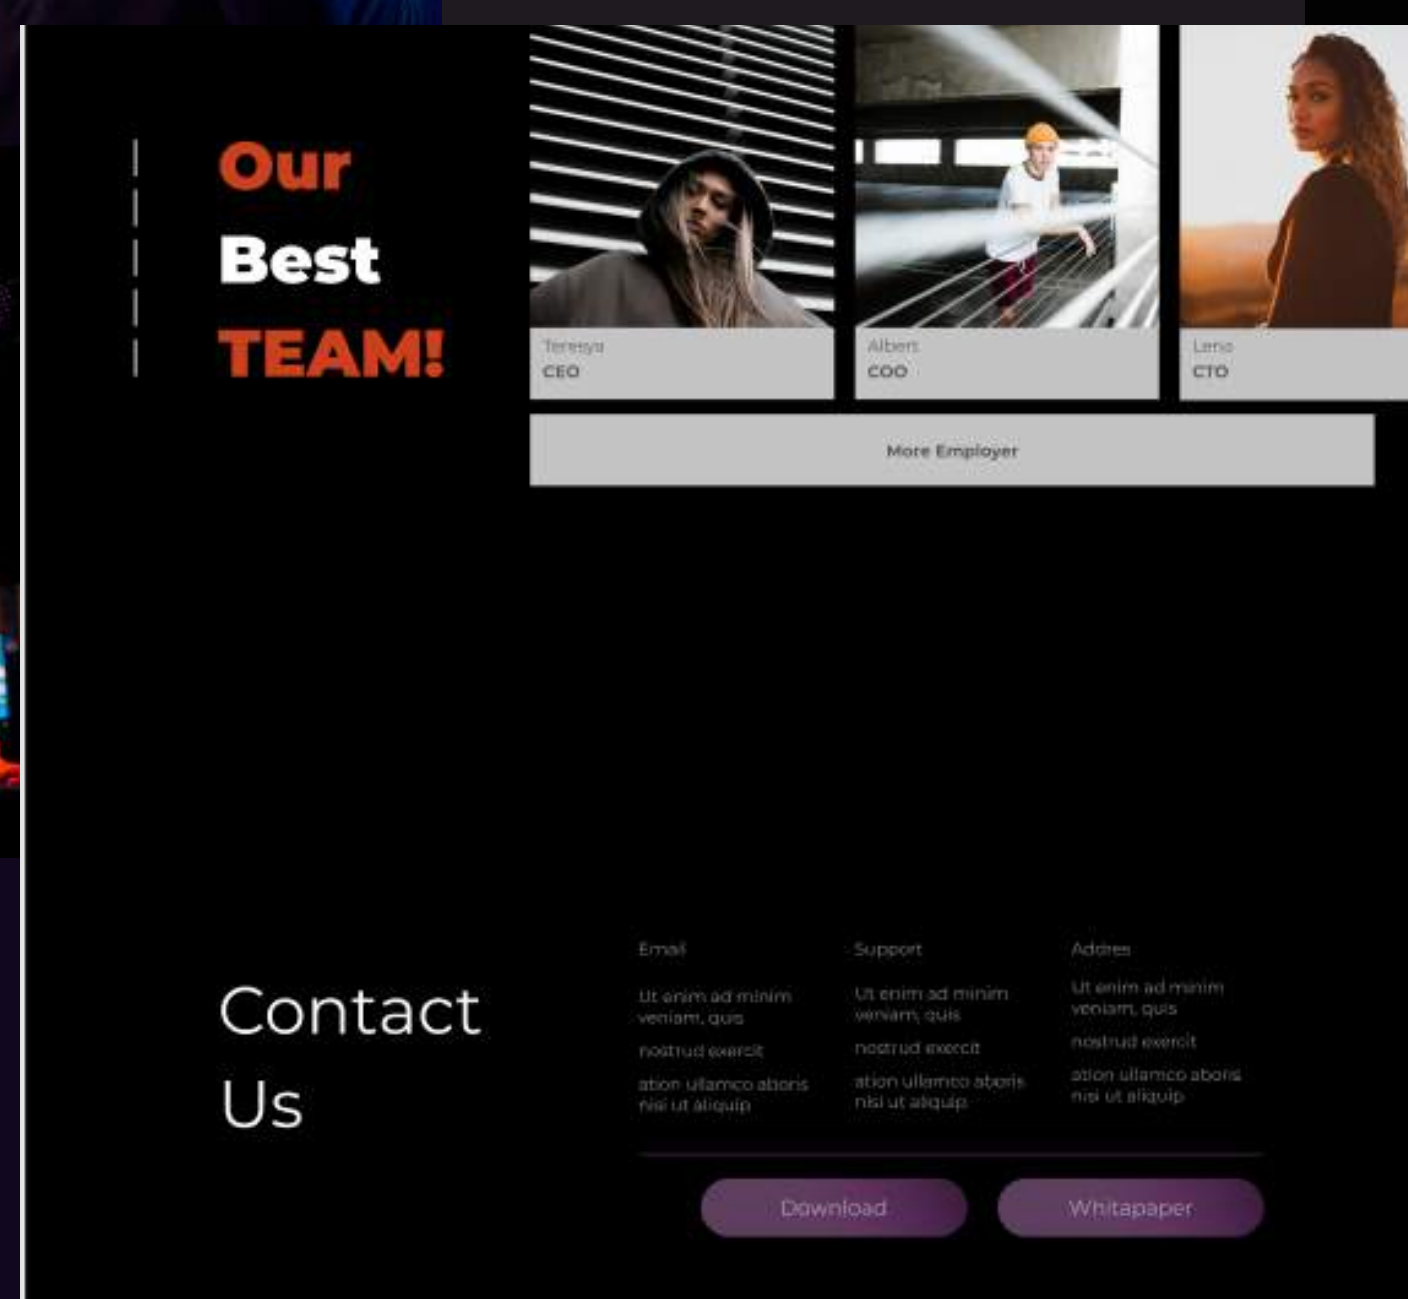 Our
Best
TEAM!
Teresya
CEO
Albert
COO
Lena
CTO
More Employer
Contact
Us
Email
Ut enim ad minim
veniam, quis
nostrud exercit
ation ullamco aboris
nisi ut aliquip
Support
Ut enim ad minim
veniam, quis
nostrud exercit
ation ullamco aboris
nisi ut aliquip
Addres
Ut enim ad minim
veniam, quis
nostrud exercit
ation ullamco aboris
nisi ut aliquip
Download
Whitapaper